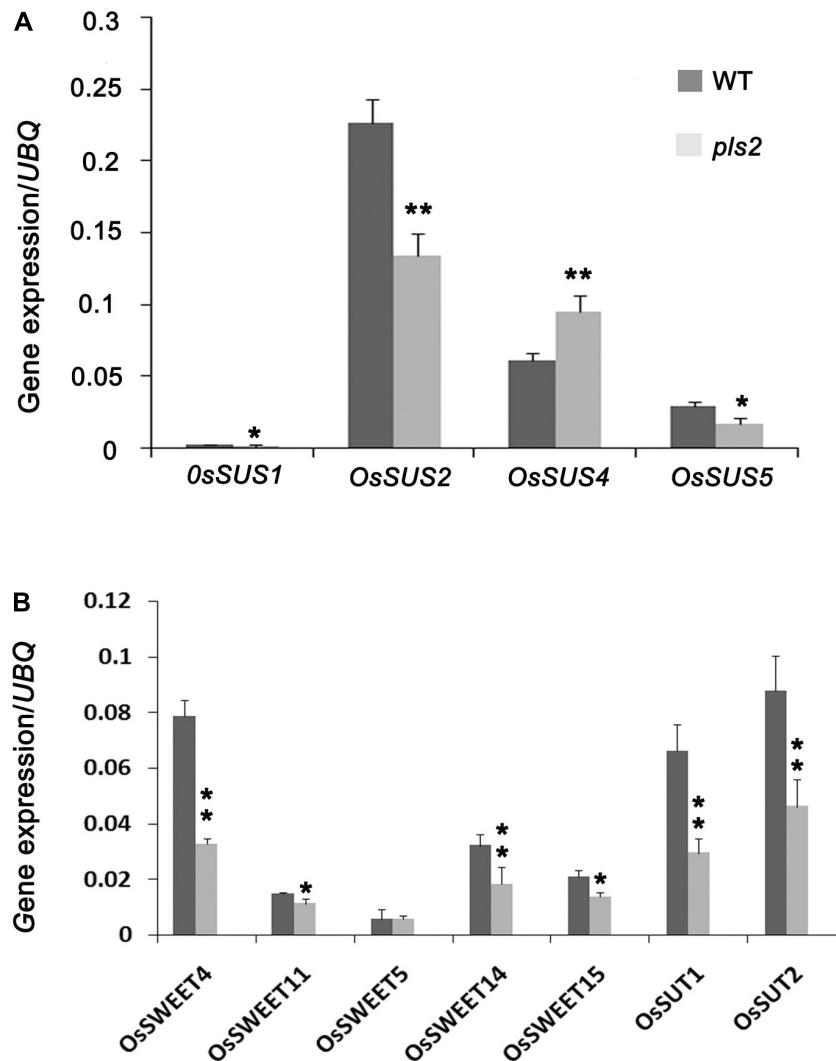 A
Gene expression/UBQ
0.3
0.25
0.2
0.15
0.1
0.05
0
WT
pls2
**
**
*
*
0sSUS1
OsSUS2
OsSUS4
OsSUS5
B
Gene expression/UBQ
0.12
0.1
0.08
0.06
0.04
0.02
0
**
*
**
*
**
**
OsSWEET4
OsSWEET11
OsSWEET5
OsSWEET14
OsSWEET15
OsSUT1
OsSUT2